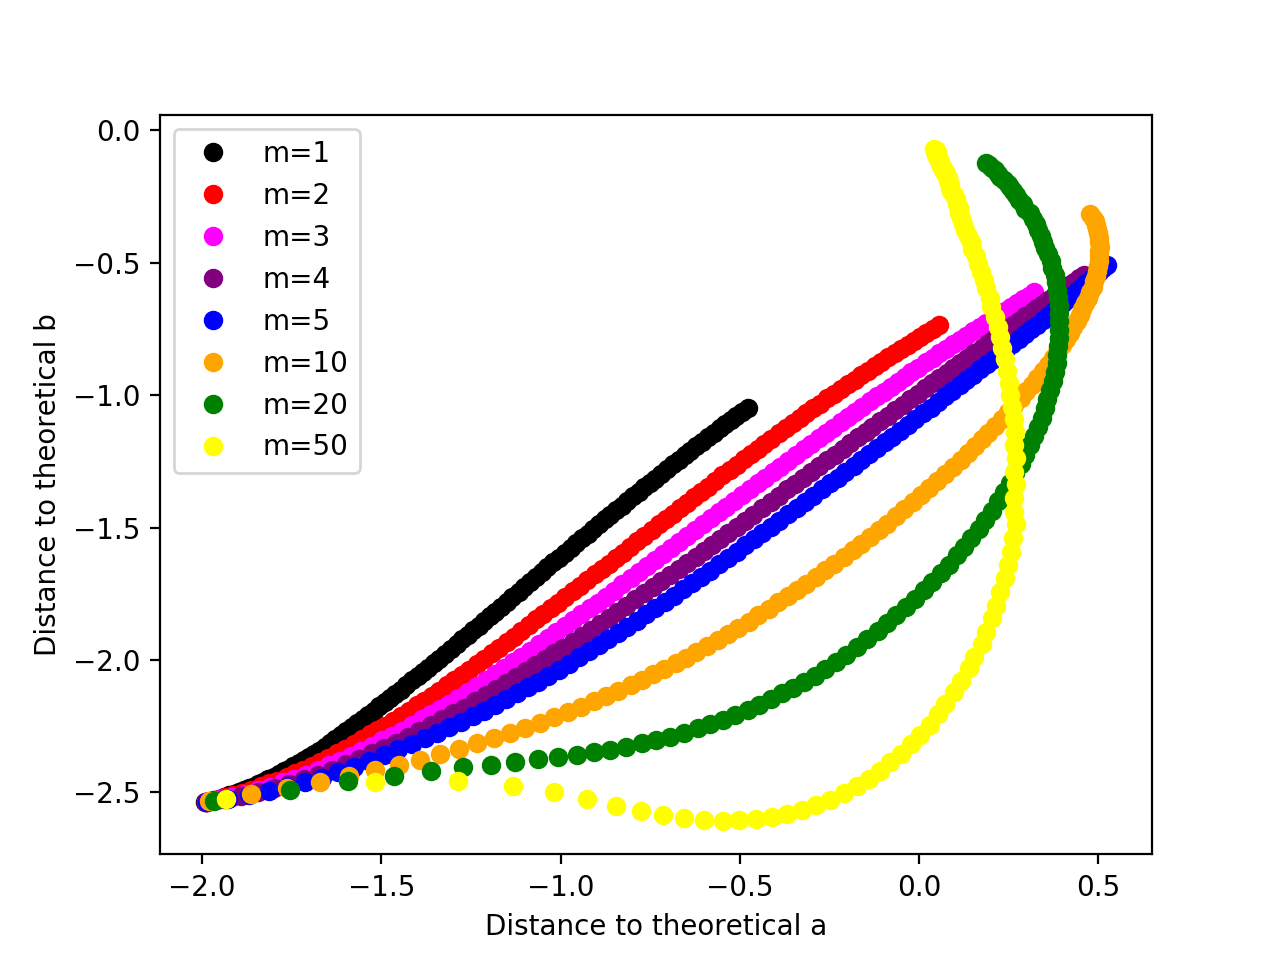 0.0
−0.5
−1.0
−1.5
−2.0
−2.5
Distance to theoretical b
m=1
m=2
m=3
m=4
m=5
m=10
m=20
m=50
−2.0 −1.5 −1.0 −0.5 0.0 0.5
Distance to theoretical a